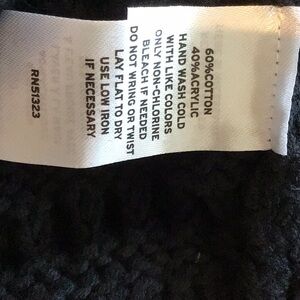 60%COTTON
40%ACRYLIC
HAND WASH COLD
WITH LIKE COLORS
ONLY NON-CHLORINE
BLEACH IF NEEDED
DO NOT WRING OR TWIST
LAY FLAT TO DRY
USE LOW IRON
IF NECESSARY
RN51323